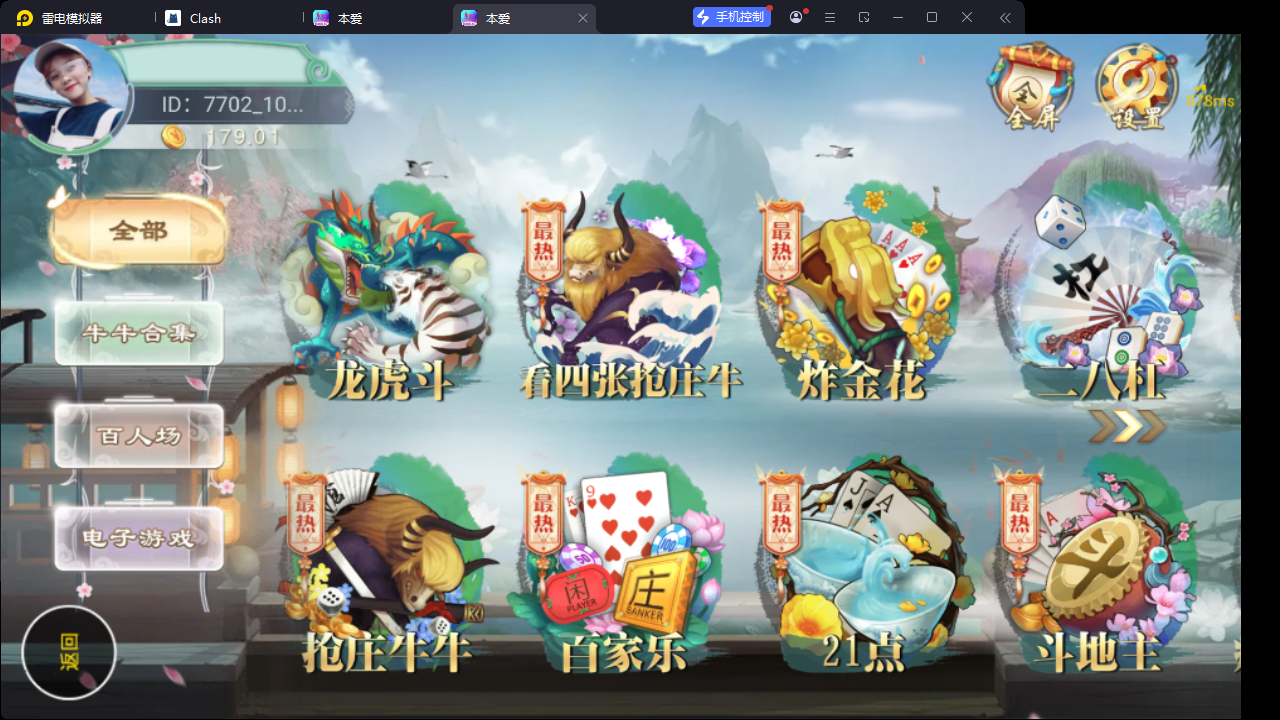 雷电模拟器
Clash
本爱
本爱
手机控制
ID：7702_10...
179.01
全屏
设置
878ms
全部
牛牛合集
百人场
电子游戏
返回
龙虎斗
最热
看四张抢庄牛
最热
炸金花
杠
二八杠
最热
抢庄牛牛
最热
K
9
50
100
闲
PLAYER
庄
BANKER
百家乐
最热
J
A
21点
最热
A
斗
斗地主